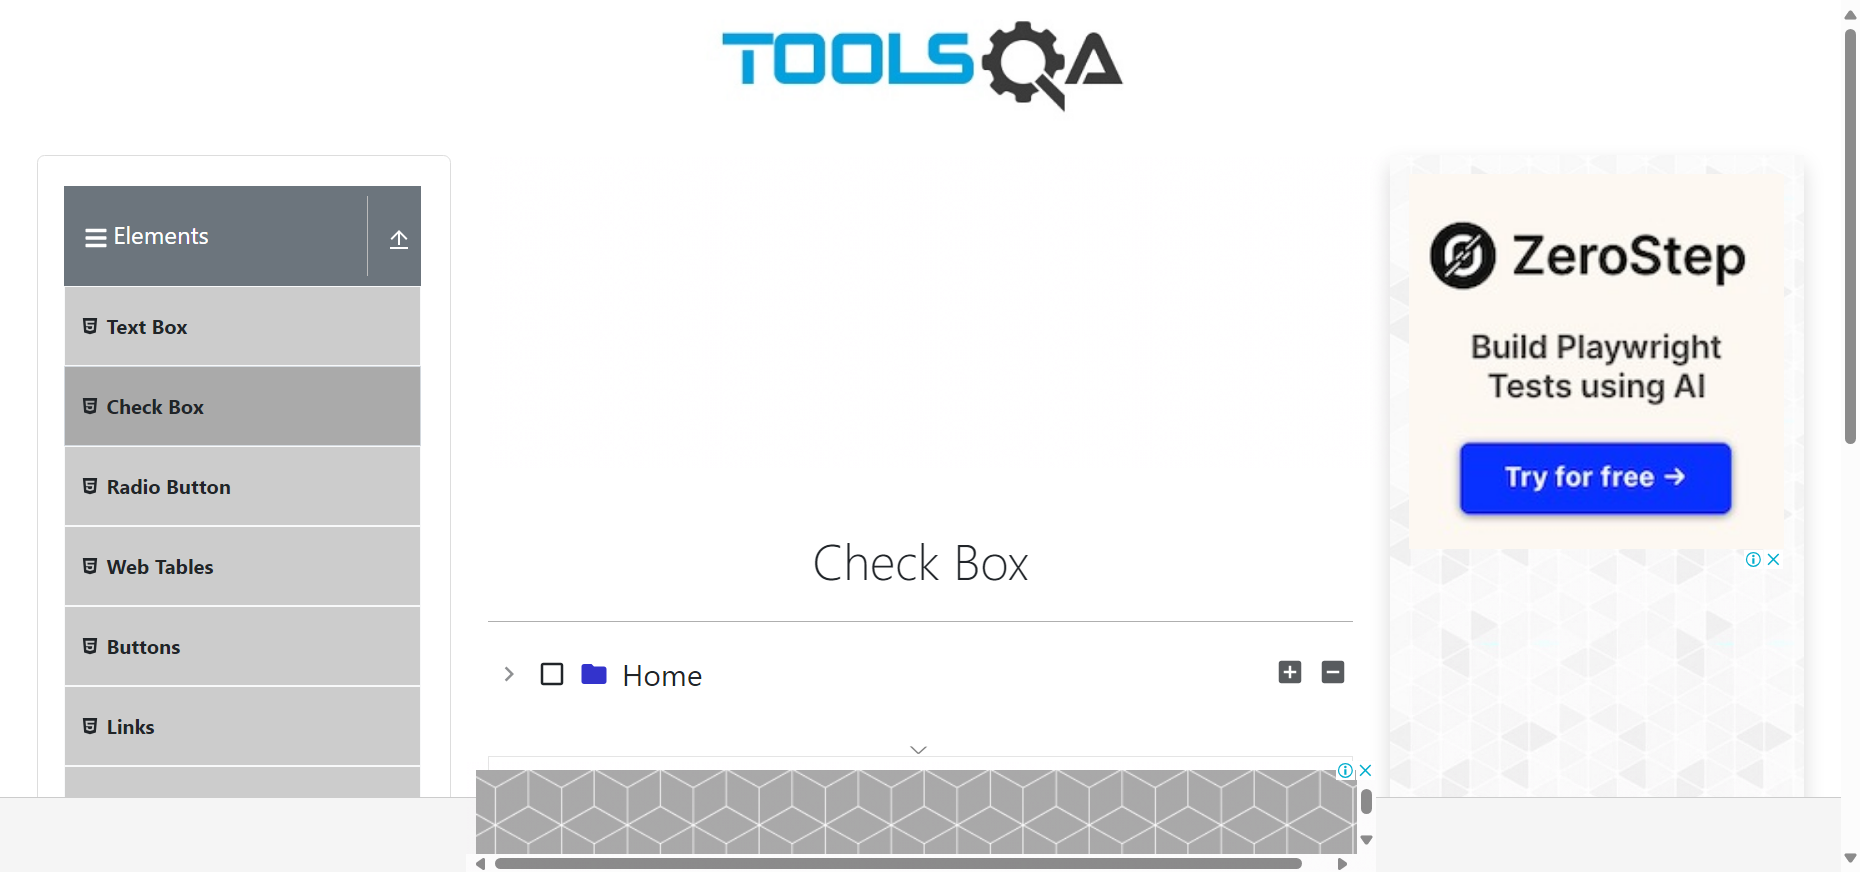 TOOLSQA
Elements
Text Box
Check Box
Radio Button
Web Tables
Buttons
Links
Check Box
Home
ZeroStep
Build Playwright
Tests using AI
Try for free →